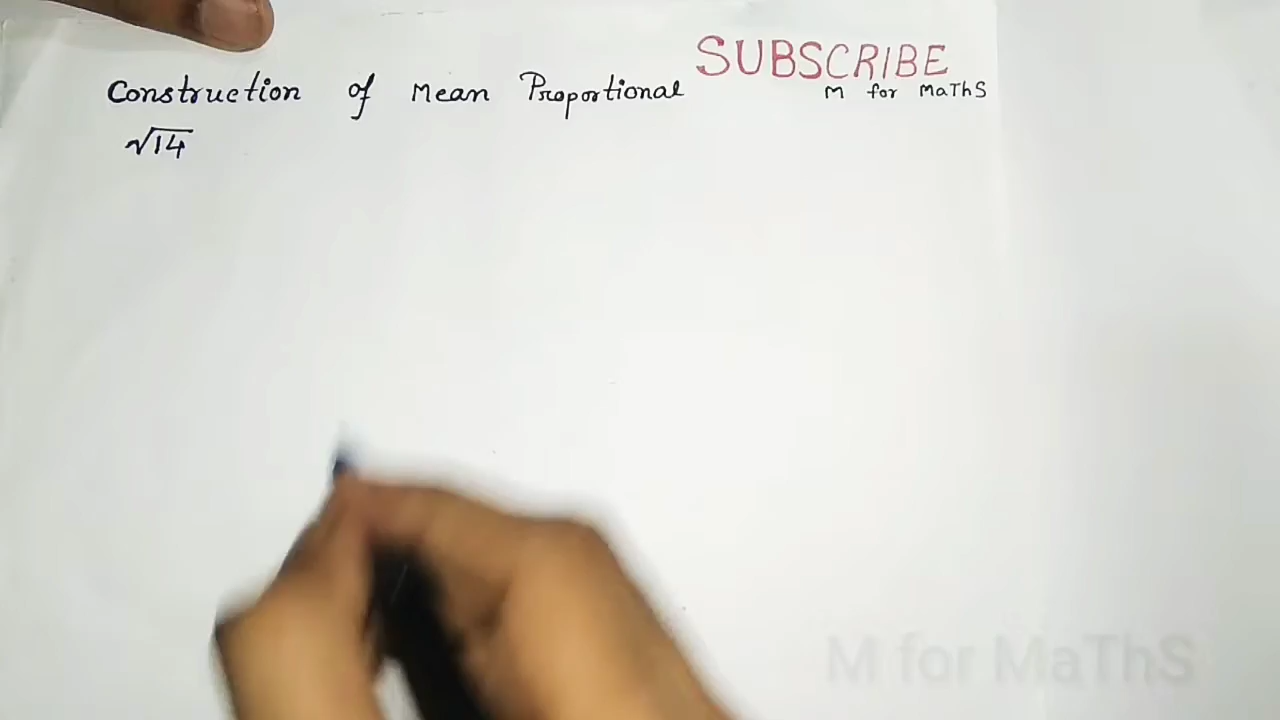 Construction of Mean Proportional
SUBSCRIBE
M for MaThS
√14
M for MaThS